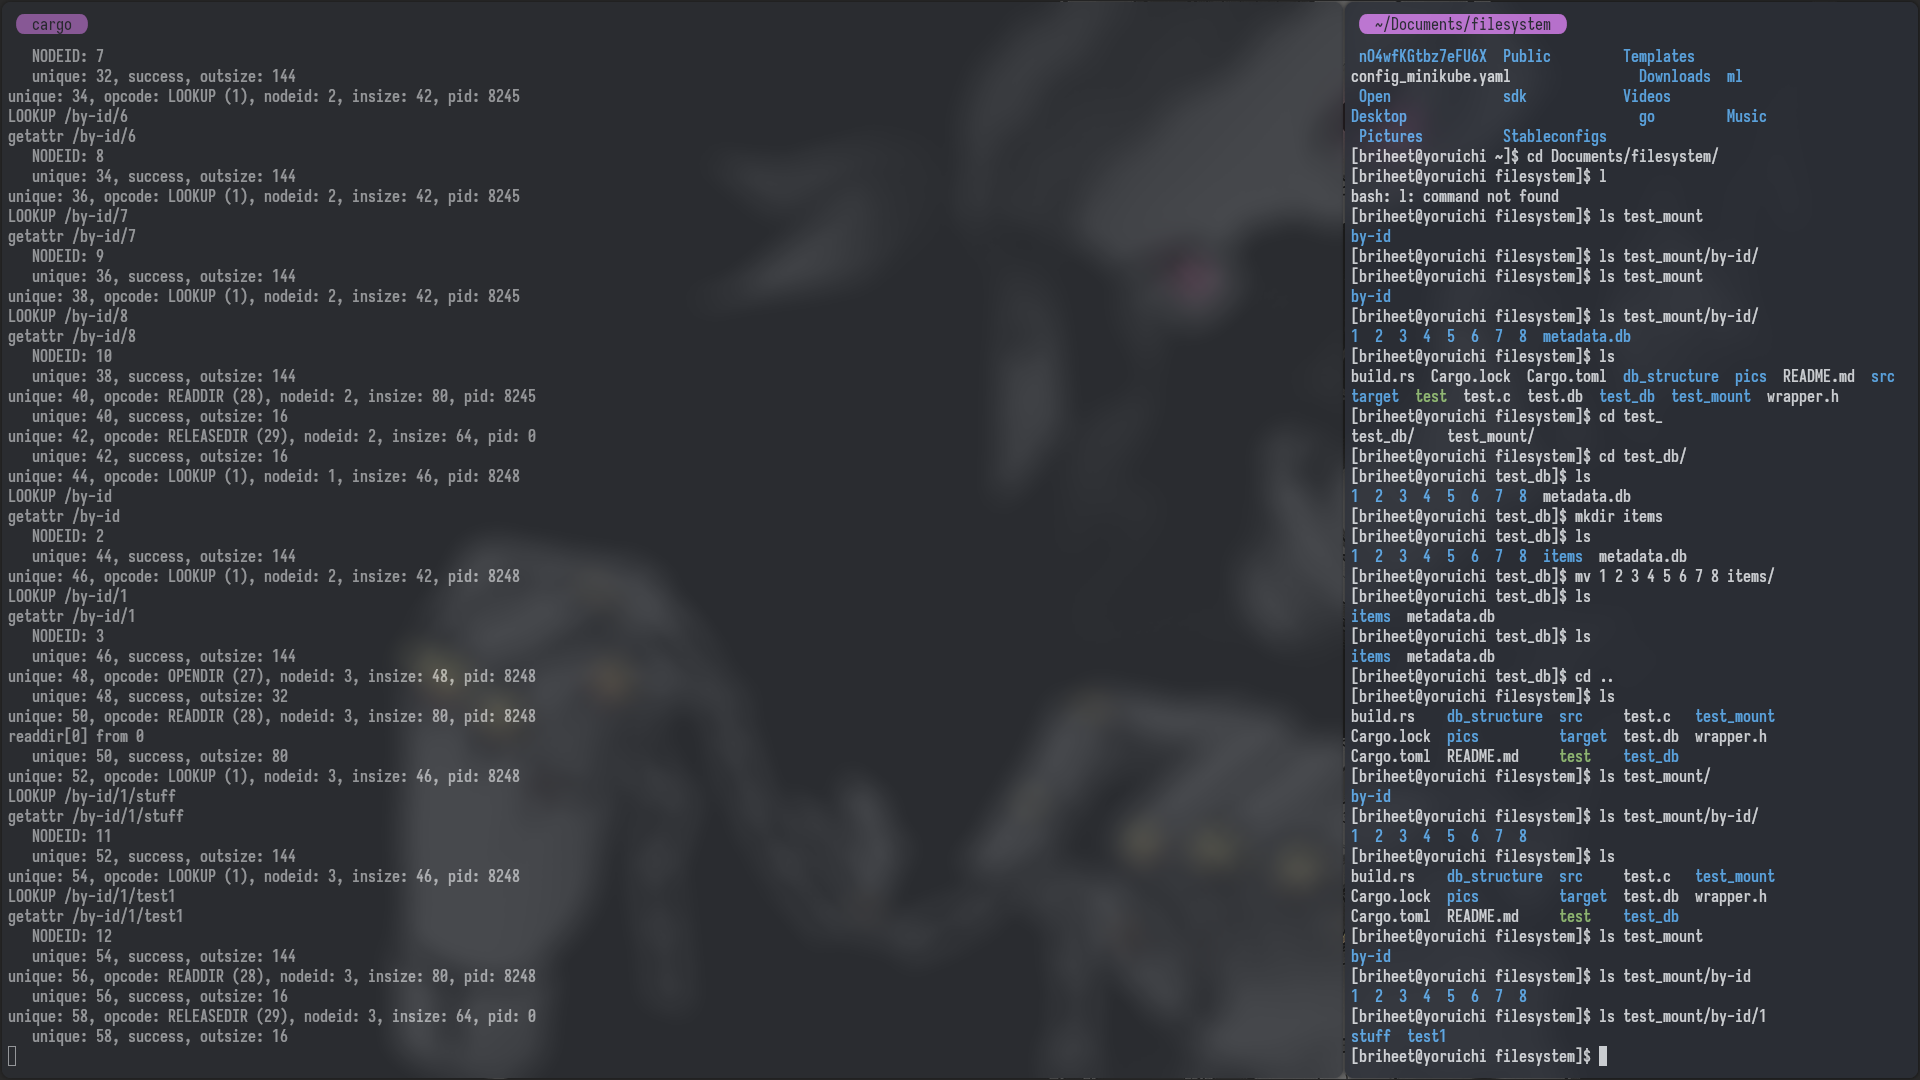 cargo
NODEID: 7
unique: 32, success, outsize: 144
unique: 34, opcode: LOOKUP (1), nodeid: 2, insize: 42, pid: 8245
LOOKUP /by-id/6
getattr /by-id/6
NODEID: 8
unique: 34, success, outsize: 144
unique: 36, opcode: LOOKUP (1), nodeid: 2, insize: 42, pid: 8245
LOOKUP /by-id/7
getattr /by-id/7
NODEID: 9
unique: 36, success, outsize: 144
unique: 38, opcode: LOOKUP (1), nodeid: 2, insize: 42, pid: 8245
LOOKUP /by-id/8
getattr /by-id/8
NODEID: 10
unique: 38, success, outsize: 144
unique: 40, opcode: READDIR (28), nodeid: 2, insize: 80, pid: 8245
unique: 40, success, outsize: 16
unique: 42, opcode: RELEASEDIR (29), nodeid: 2, insize: 64, pid: 0
unique: 42, success, outsize: 16
unique: 44, opcode: LOOKUP (1), nodeid: 1, insize: 46, pid: 8248
LOOKUP /by-id
getattr /by-id
NODEID: 2
unique: 44, success, outsize: 144
unique: 46, opcode: LOOKUP (1), nodeid: 2, insize: 42, pid: 8248
LOOKUP /by-id/1
getattr /by-id/1
NODEID: 3
unique: 46, success, outsize: 144
unique: 48, opcode: OPENDIR (27), nodeid: 3, insize: 48, pid: 8248
unique: 48, success, outsize: 32
unique: 50, opcode: READDIR (28), nodeid: 3, insize: 80, pid: 8248
readdir[0] from 0
unique: 50, success, outsize: 80
unique: 52, opcode: LOOKUP (1), nodeid: 3, insize: 46, pid: 8248
LOOKUP /by-id/1/stuff
getattr /by-id/1/stuff
NODEID: 11
unique: 52, success, outsize: 144
unique: 54, opcode: LOOKUP (1), nodeid: 3, insize: 46, pid: 8248
LOOKUP /by-id/1/test1
getattr /by-id/1/test1
NODEID: 12
unique: 54, success, outsize: 144
unique: 56, opcode: READDIR (28), nodeid: 3, insize: 80, pid: 8248
unique: 56, success, outsize: 16
unique: 58, opcode: RELEASEDIR (29), nodeid: 3, insize: 64, pid: 0
unique: 58, success, outsize: 16
~/Documents/filesystem
nO4wfKGtbz7eFU6X Public Templates
config_minikube.yaml Downloads ml
Open sdk Videos
Desktop go Music
Pictures Stableconfigs
[briheet@yoruichi ~]$ cd Documents/filesystem/
[briheet@yoruichi filesystem]$ l
bash: l: command not found
[briheet@yoruichi filesystem]$ ls test_mount
by-id
[briheet@yoruichi filesystem]$ ls test_mount/by-id/
[briheet@yoruichi filesystem]$ ls test_mount
by-id
[briheet@yoruichi filesystem]$ ls test_mount/by-id/
1 2 3 4 5 6 7 8 metadata.db
[briheet@yoruichi filesystem]$ ls
build.rs Cargo.lock Cargo.toml db_structure pics README.md src
target test test.c test.db test_db test_mount wrapper.h
[briheet@yoruichi filesystem]$ cd test_
test_db/ test_mount/
[briheet@yoruichi filesystem]$ cd test_db/
[briheet@yoruichi test_db]$ ls
1 2 3 4 5 6 7 8 metadata.db
[briheet@yoruichi test_db]$ mkdir items
[briheet@yoruichi test_db]$ ls
1 2 3 4 5 6 7 8 items metadata.db
[briheet@yoruichi test_db]$ mv 1 2 3 4 5 6 7 8 items/
[briheet@yoruichi test_db]$ ls
items metadata.db
[briheet@yoruichi test_db]$ ls
items metadata.db
[briheet@yoruichi test_db]$ cd ..
[briheet@yoruichi filesystem]$ ls
build.rs db_structure src test.c test_mount
Cargo.lock pics target test.db wrapper.h
Cargo.toml README.md test test_db
[briheet@yoruichi filesystem]$ ls test_mount/
by-id
[briheet@yoruichi filesystem]$ ls test_mount/by-id/
1 2 3 4 5 6 7 8
[briheet@yoruichi filesystem]$ ls
build.rs db_structure src test.c test_mount
Cargo.lock pics target test.db wrapper.h
Cargo.toml README.md test test_db
[briheet@yoruichi filesystem]$ ls test_mount
by-id
[briheet@yoruichi filesystem]$ ls test_mount/by-id
1 2 3 4 5 6 7 8
[briheet@yoruichi filesystem]$ ls test_mount/by-id/1
stuff test1
[briheet@yoruichi filesystem]$